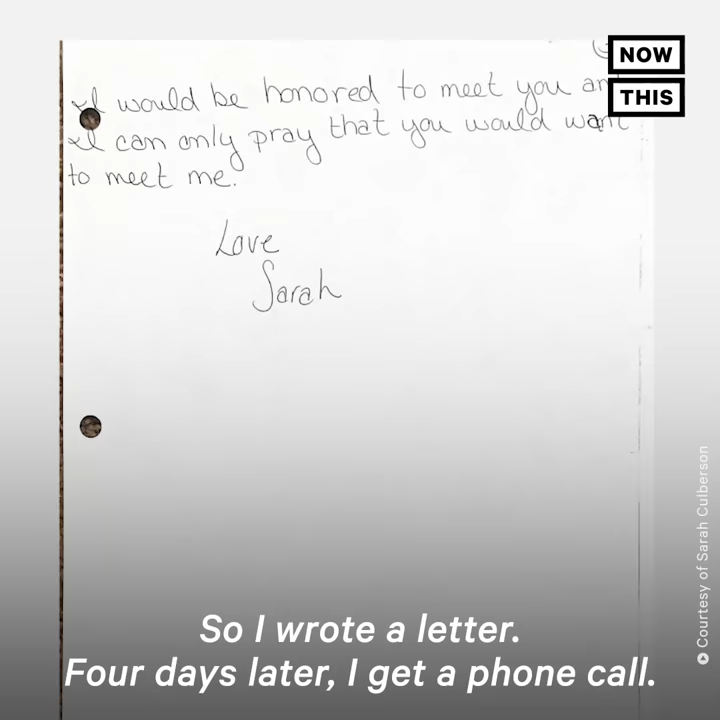 NOW
THIS
I would be honored to meet you and
I can only pray that you would want
to meet me.
Love
Sarah
So I wrote a letter.
Four days later, I get a phone call.
Courtesy of Sarah Culberson